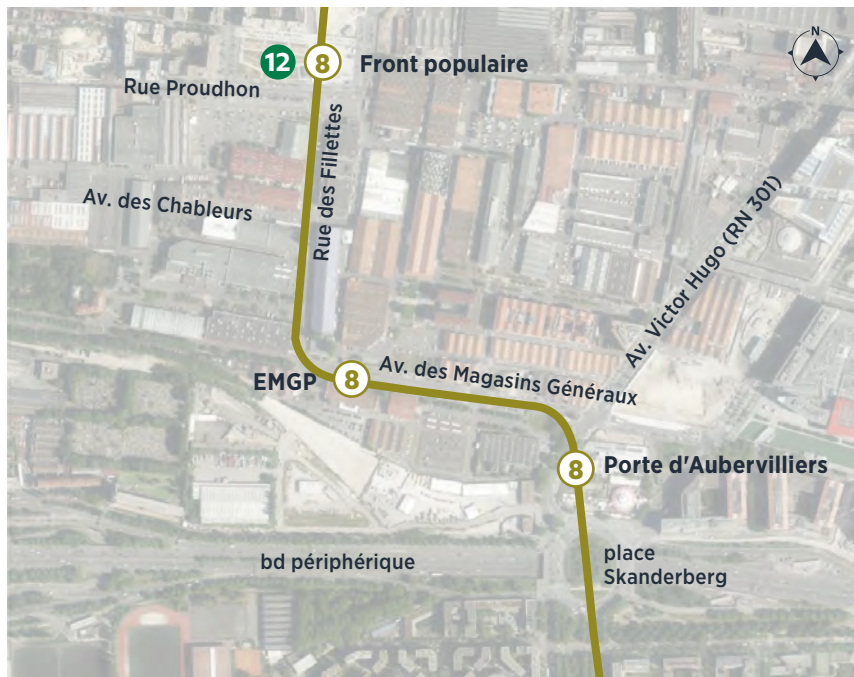 N
12 8 Front populaire
Rue Proudhon
Rue des Fillettes
Av. des Chableurs
Av. Victor Hugo (RN 301)
EMGP 8 Av. des Magasins Généraux
8 Porte d'Aubervilliers
bd périphérique
place
Skanderberg